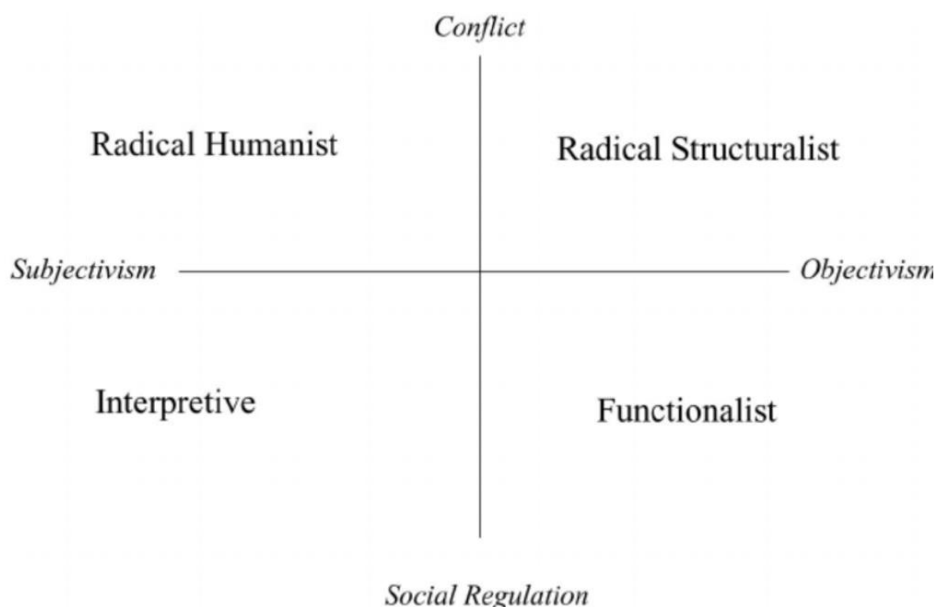 Conflict
Radical Humanist
Radical Structuralist
Subjectivism
Objectivism
Interpretive
Functionalist
Social Regulation